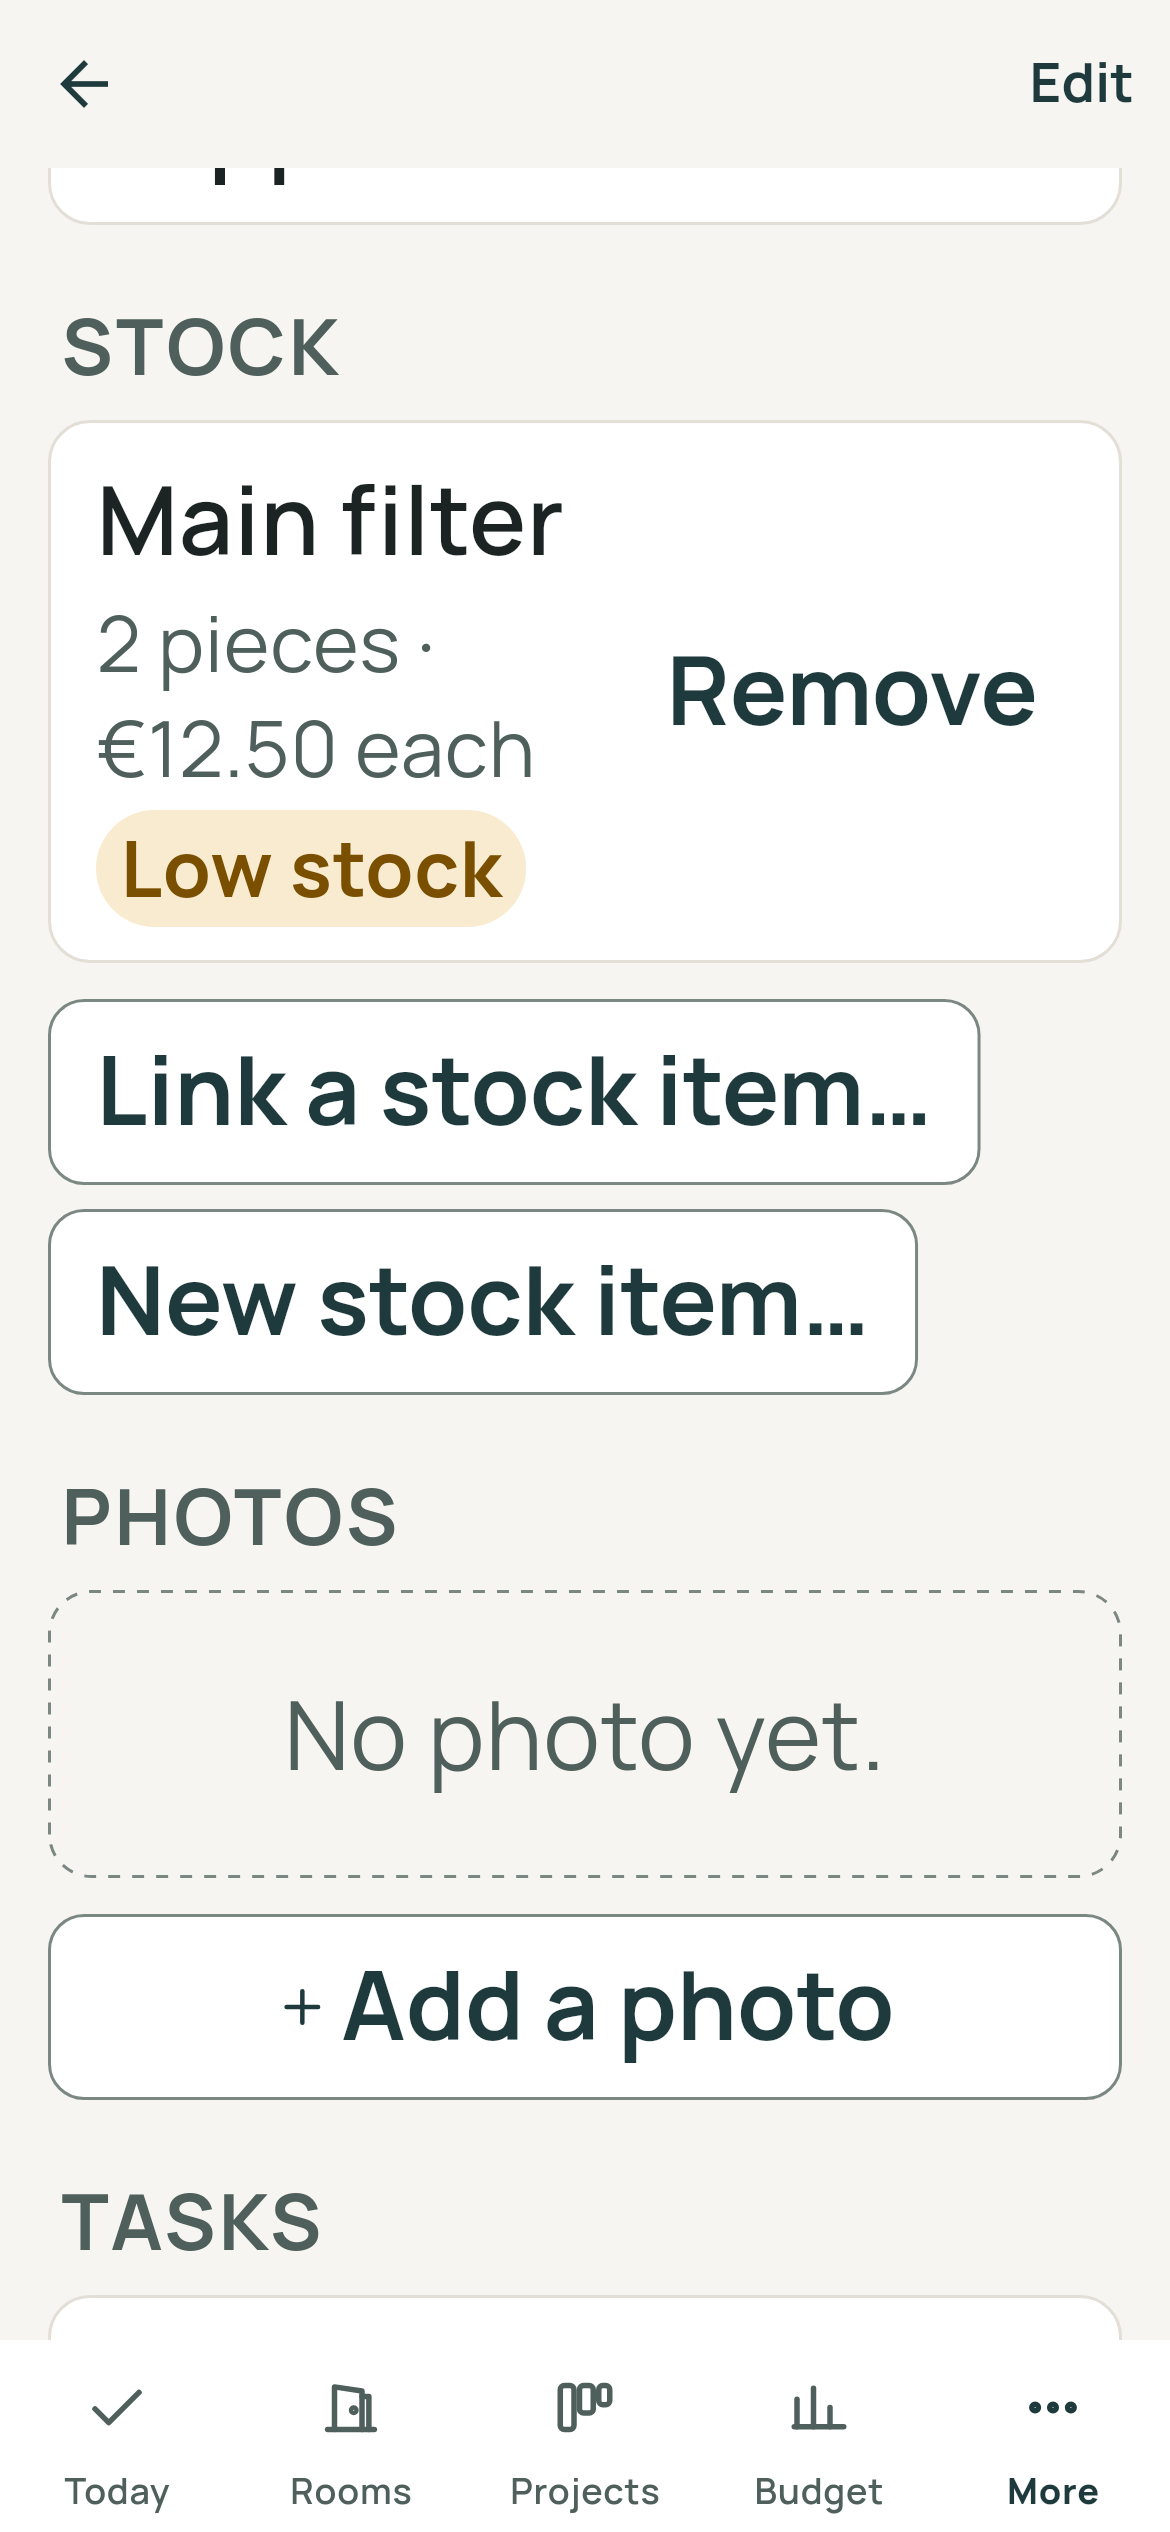 Edit
STOCK
Main filter
2 pieces ·
€12.50 each
Remove
Low stock
Link a stock item…
New stock item…
PHOTOS
No photo yet.
+ Add a photo
TASKS
Today
Rooms
Projects
Budget
More